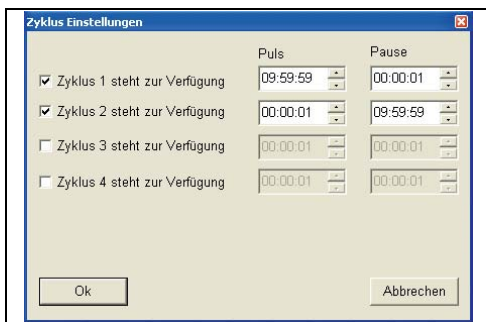 Zyklus Einstellungen
Puls Pause
Zyklus 1 steht zur Verfügung 09:59:59 00:00:01
Zyklus 2 steht zur Verfügung 00:00:01 09:59:59
Zyklus 3 steht zur Verfügung 00:00:01 00:00:01
Zyklus 4 steht zur Verfügung 00:00:01 00:00:01
Ok Abbrechen